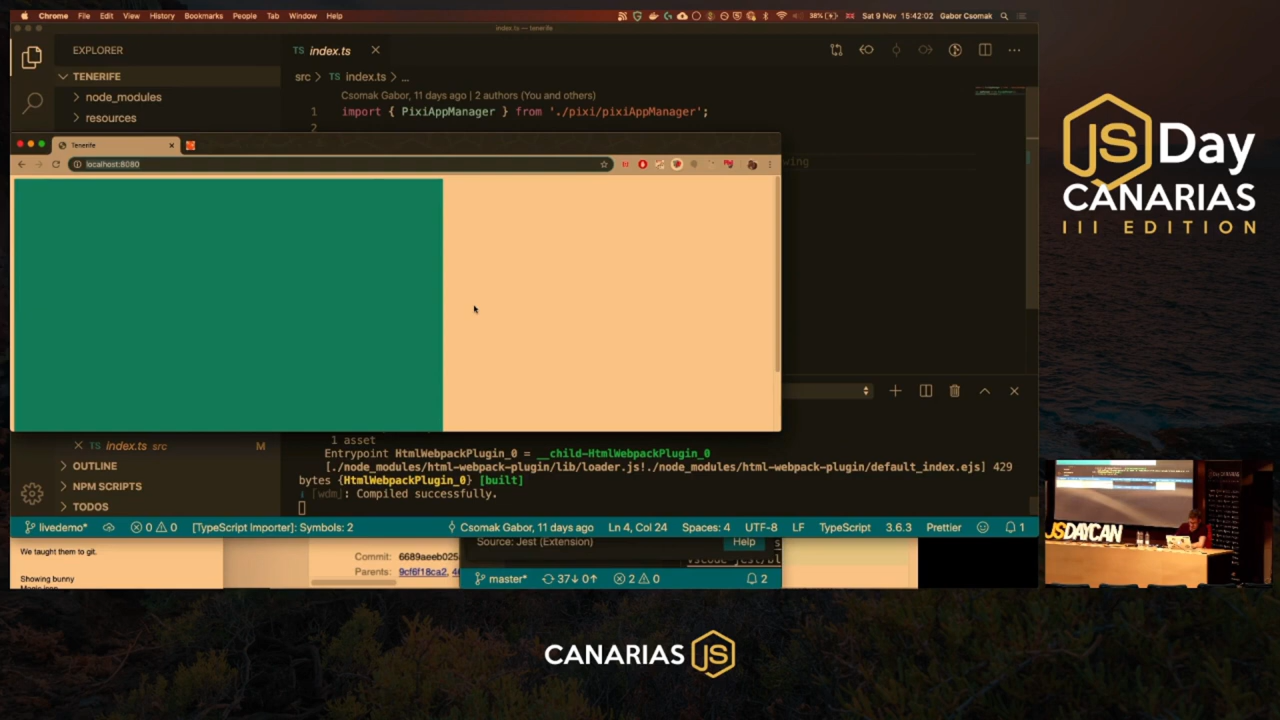 Chrome File Edit View History Bookmarks People Tab Window Help
38% Sat 9 Nov 15:42:02 Gabor Csomak
index.ts — tenerife
EXPLORER
TS index.ts
TENERIFE
src > TS index.ts > ...
node_modules
Csomak Gabor, 11 days ago | 2 authors (You and others)
resources
1 import { PixiAppManager } from './pixi/pixiAppManager';
2
Tenerife
localhost:8080
wing
TS index.ts src M
OUTLINE
NPM SCRIPTS
TODOS
1 asset
Entrypoint HtmlWebpackPlugin_0 = __child-HtmlWebpackPlugin_0
[./node_modules/html-webpack-plugin/lib/loader.js!./node_modules/html-webpack-plugin/default_index.ejs] 429
bytes {HtmlWebpackPlugin_0} [built]
i [wdm]: Compiled successfully.
livedemo* 0 0 [TypeScript Importer]: Symbols: 2 Csomak Gabor, 11 days ago Ln 4, Col 24 Spaces: 4 UTF-8 LF TypeScript 3.6.3 Prettier 1
We taught them to git.
Showing bunny
Commit: 6689aeeb025
Parents: 9cf6f18ca2, 46
Source: Jest (Extension) Help
master* 37↓ 0↑ 2 0 2
JS Day
CANARIAS
III EDITION
JSDAYCAN
CANARIAS JS